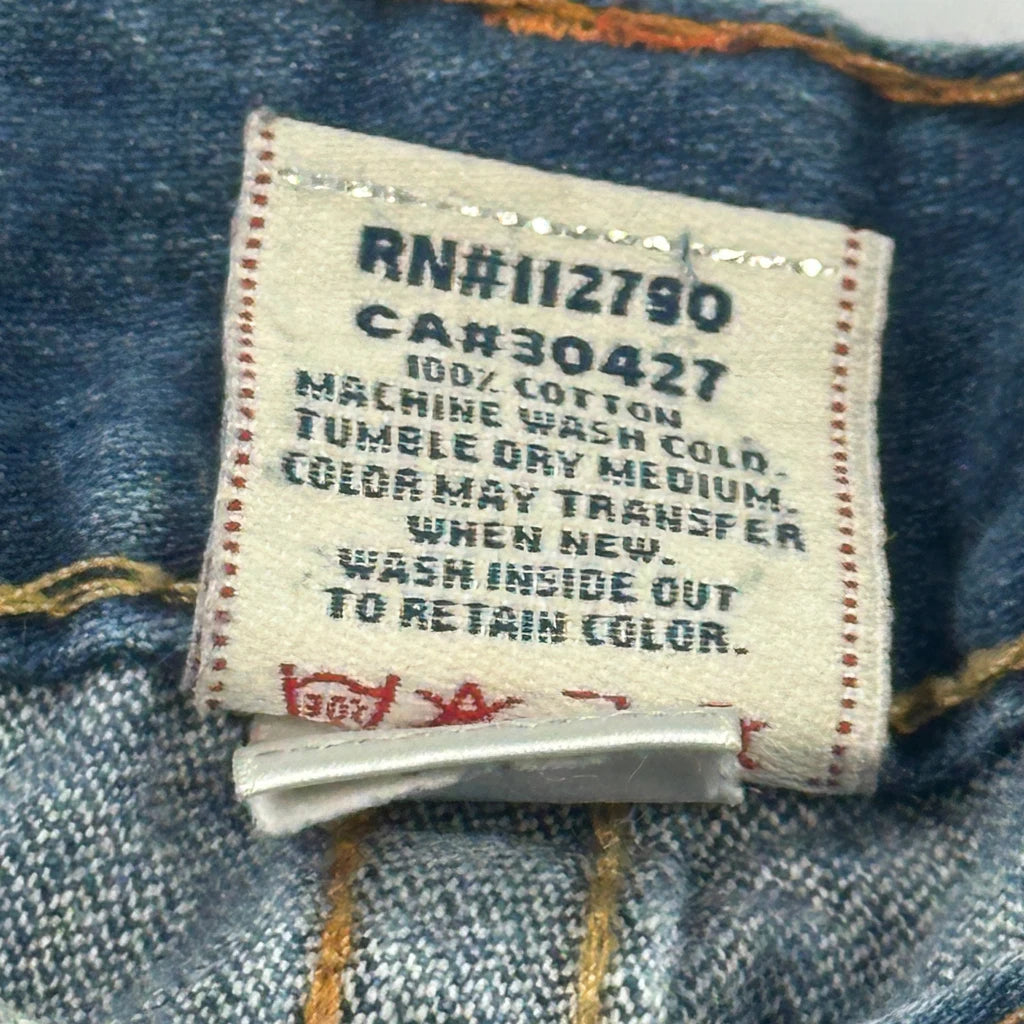 RN#112790
CA#30427
100% COTTON
MACHINE WASH COLD.
TUMBLE DRY MEDIUM.
COLOR MAY TRANSFER
WHEN NEW.
WASH INSIDE OUT
TO RETAIN COLOR.